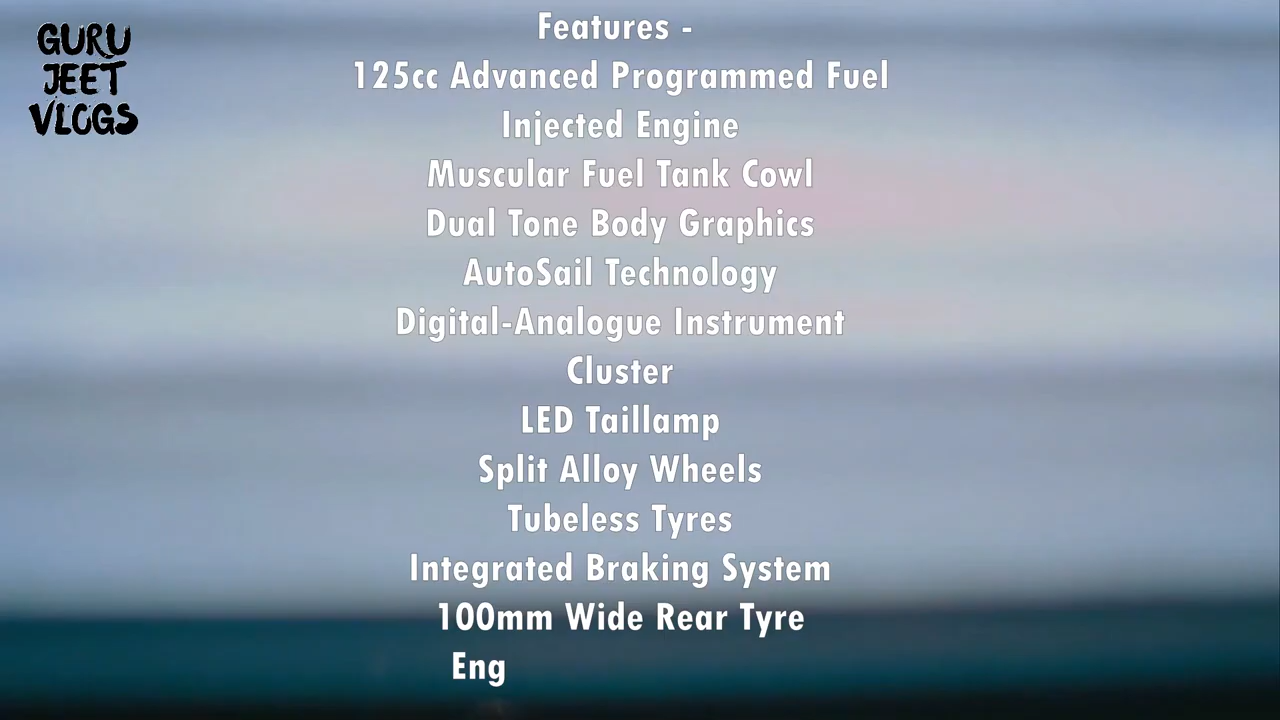 GURU
JEET
VLOGS
Features -
125cc Advanced Programmed Fuel
Injected Engine
Muscular Fuel Tank Cowl
Dual Tone Body Graphics
AutoSail Technology
Digital-Analogue Instrument
Cluster
LED Taillamp
Split Alloy Wheels
Tubeless Tyres
Integrated Braking System
100mm Wide Rear Tyre
Eng